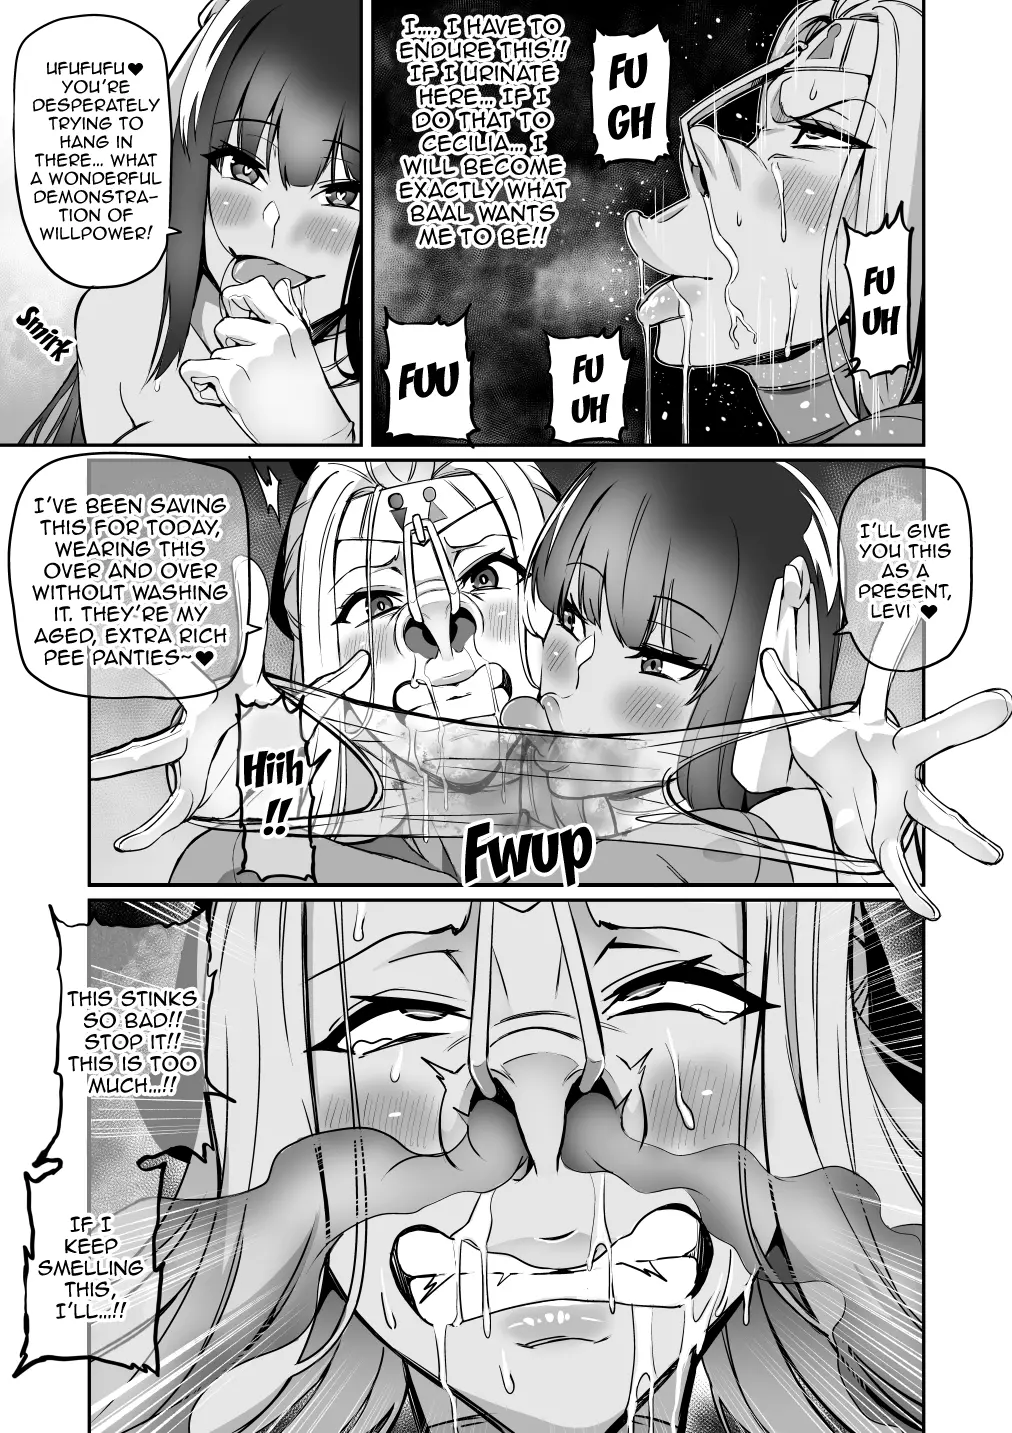 I.... I HAVE TO
ENDURE THIS!!
IF I URINATE
HERE... IF I
DO THAT TO
CECILIA... I
WILL BECOME
EXACTLY WHAT
BAAL WANTS
ME TO BE!!
FU
GH
FU
UH
FU
UH
FUU
UFUFUFU♥
YOU'RE
DESPERATELY
TRYING TO
HANG IN
THERE... WHAT
A WONDERFUL
DEMONSTRA-
TION OF
WILLPOWER!
Smirk
I'LL GIVE
YOU THIS
AS A
PRESENT,
LEVI ♥
I'VE BEEN SAVING
THIS FOR TODAY,
WEARING THIS
OVER AND OVER
WITHOUT WASHING
IT. THEY'RE MY
AGED, EXTRA RICH
PEE PANTIES~♥
Hiih
!!
Fwup
THIS STINKS
SO BAD!!
STOP IT!!
THIS IS TOO
MUCH...!!
IF I
KEEP
SMELLING
THIS,
I'LL...!!